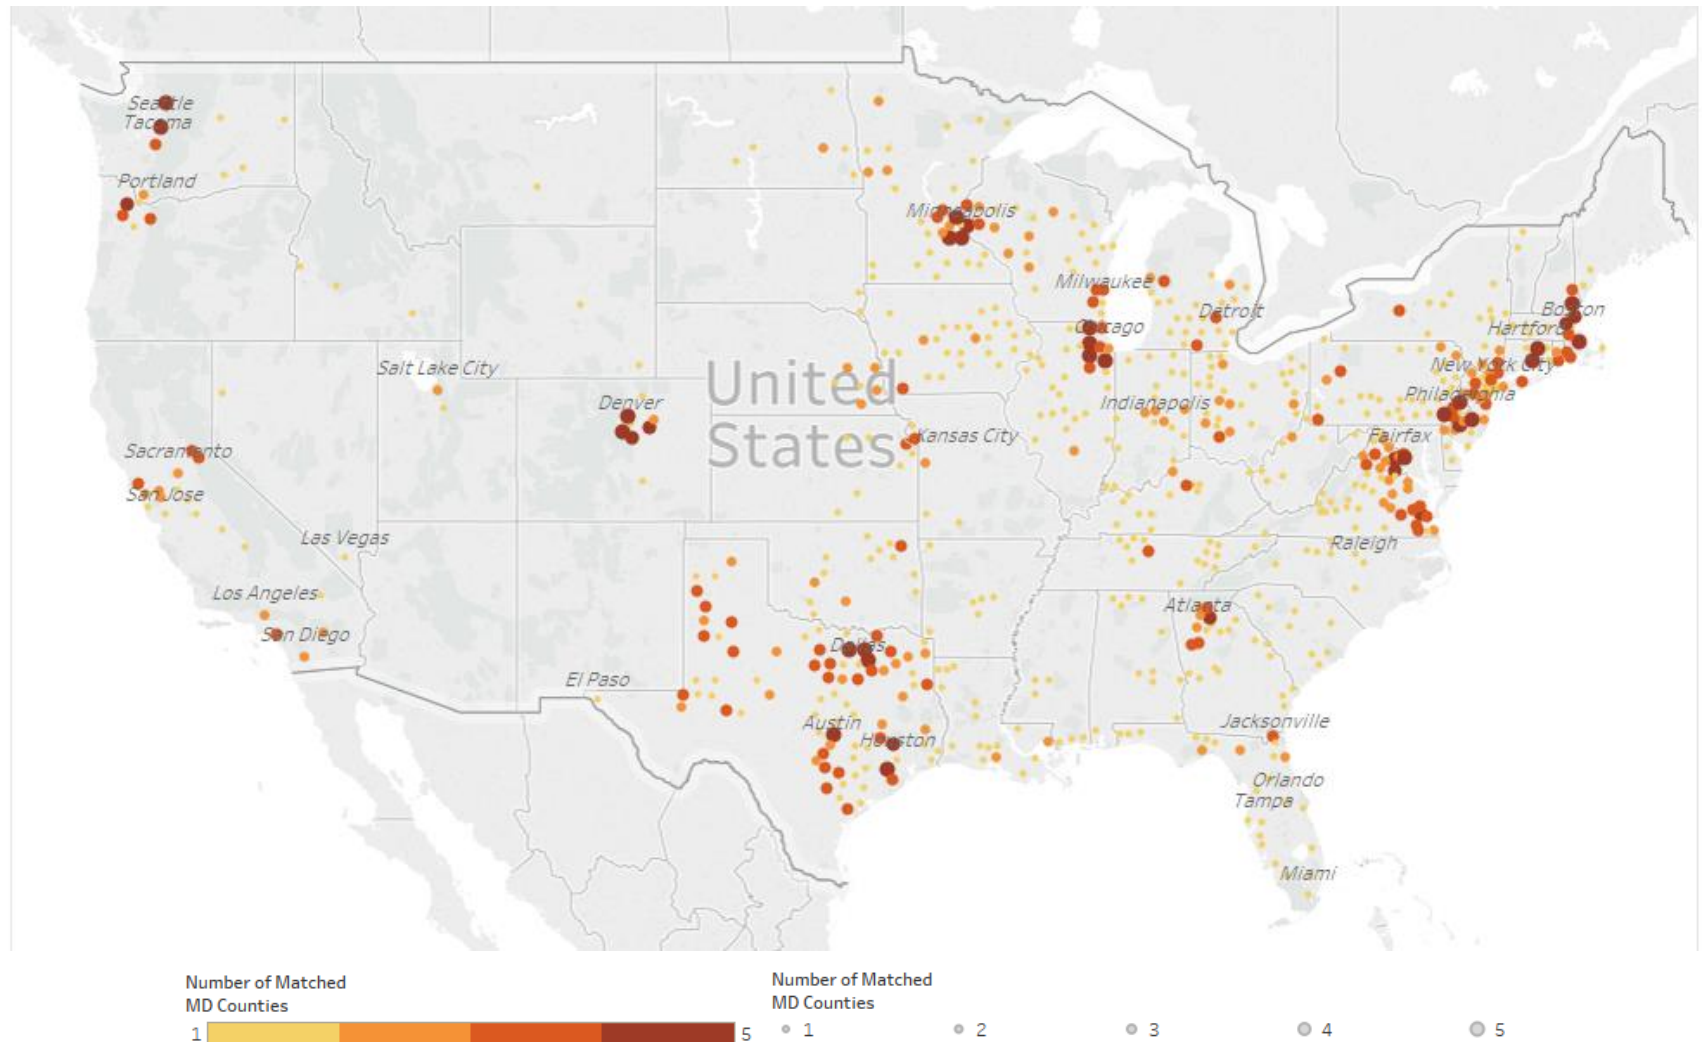 Seattle
Tacoma
Portland
Minneapolis
Milwaukee
Detroit
Chicago
Boston
Hartford
New York City
Salt Lake City
United
States
Philadelphia
Denver
Indianapolis
Kansas City
Fairfax
Sacramento
San Jose
Las Vegas
Raleigh
Los Angeles
Atlanta
San Diego
Dallas
El Paso
Austin
Jacksonville
Houston
Orlando
Tampa
Miami
Number of Matched
MD Counties
1 5
Number of Matched
MD Counties
1 2 3 4 5